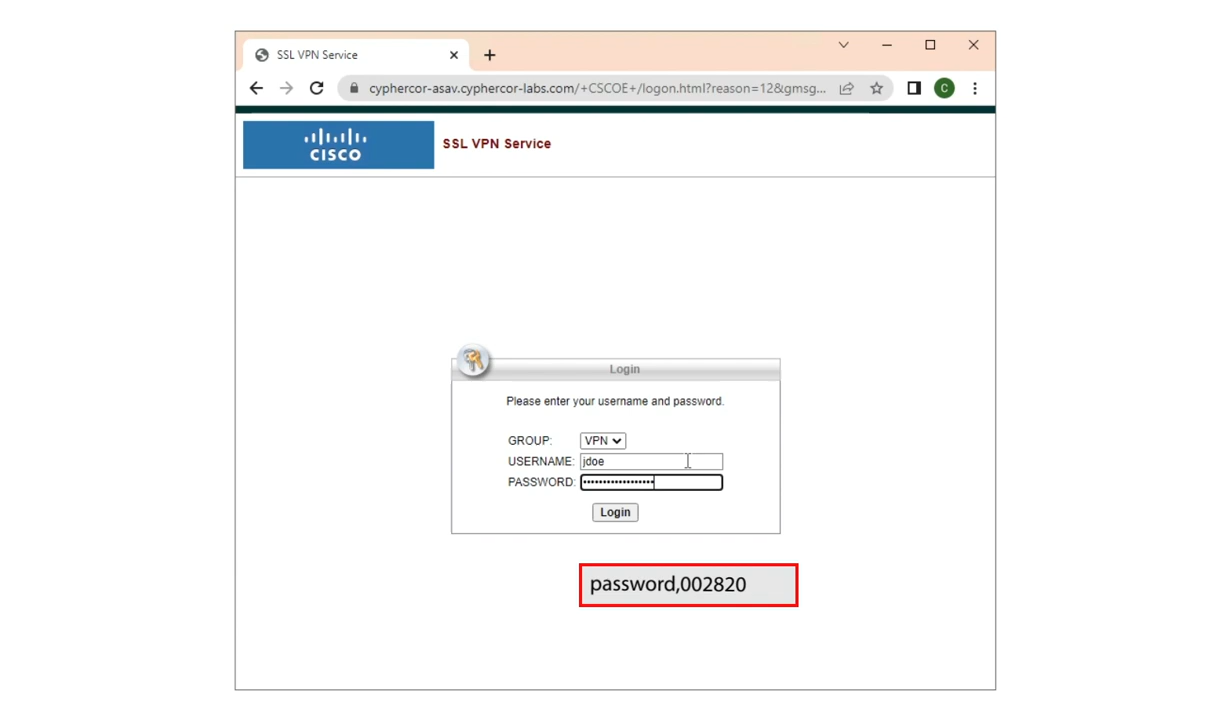 SSL VPN Service
cyphercor-asav.cyphercor-labs.com/+CSCOE+/logon.html?reason=12&gmsg...
C
CISCO
SSL VPN Service
Login
Please enter your username and password.
GROUP: VPN
USERNAME: jdoe
PASSWORD: ••••••••••••••••••
Login
password,002820